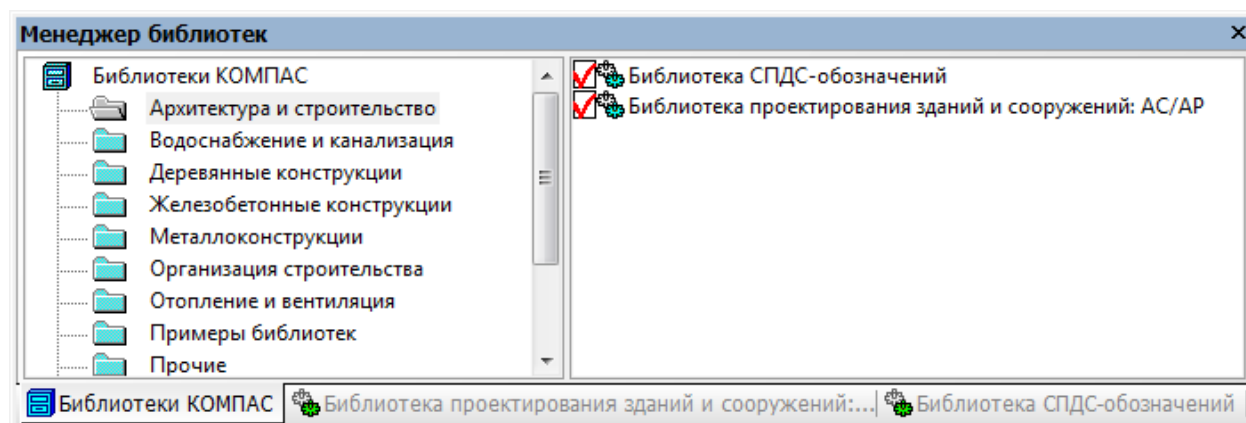 Менеджер библиотек
Библиотеки КОМПАС
Архитектура и строительство
Водоснабжение и канализация
Деревянные конструкции
Железобетонные конструкции
Металлоконструкции
Организация строительства
Отопление и вентиляция
Примеры библиотек
Прочие
Библиотека СПДС-обозначений
Библиотека проектирования зданий и сооружений: АС/АР
Библиотеки КОМПАС
Библиотека проектирования зданий и сооружений:...
Библиотека СПДС-обозначений